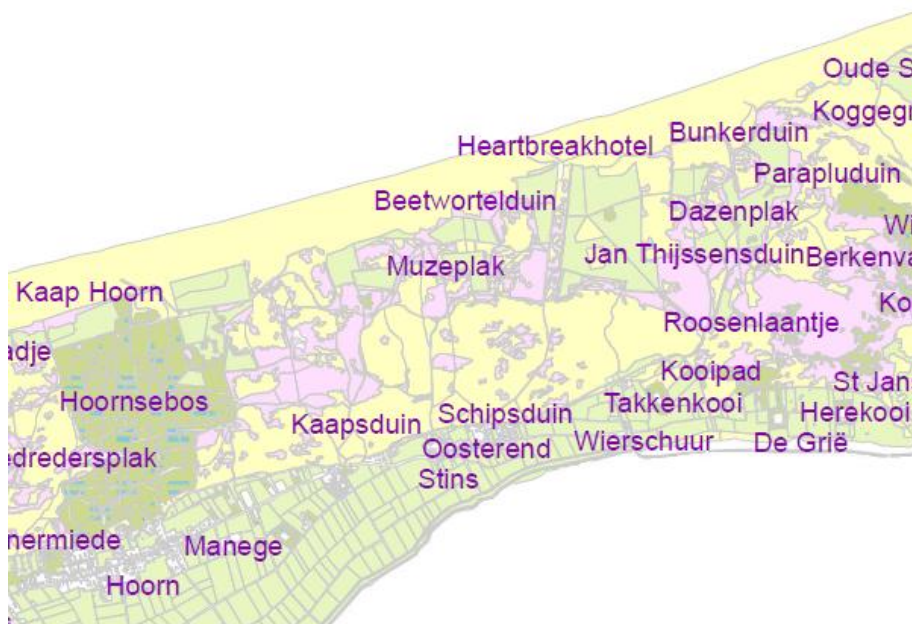 Oude S
Koggegr
Bunkerduin
Heartbreakhotel
Parapluduin
Beetwortelduin
Dazenplak
Wi
Jan Thijssensduin
Berkenva
Muzeplak
Kaap Hoorn
Ko
Roosenlaantje
adje
Kooipad
St Jan
Hoornsebos
Takkenkooi
Herekooi
Kaapsduin
Schipsduin
Oosterend
Wierschuur
De Grië
edredersplak
Stins
nermiede
Manege
Hoorn